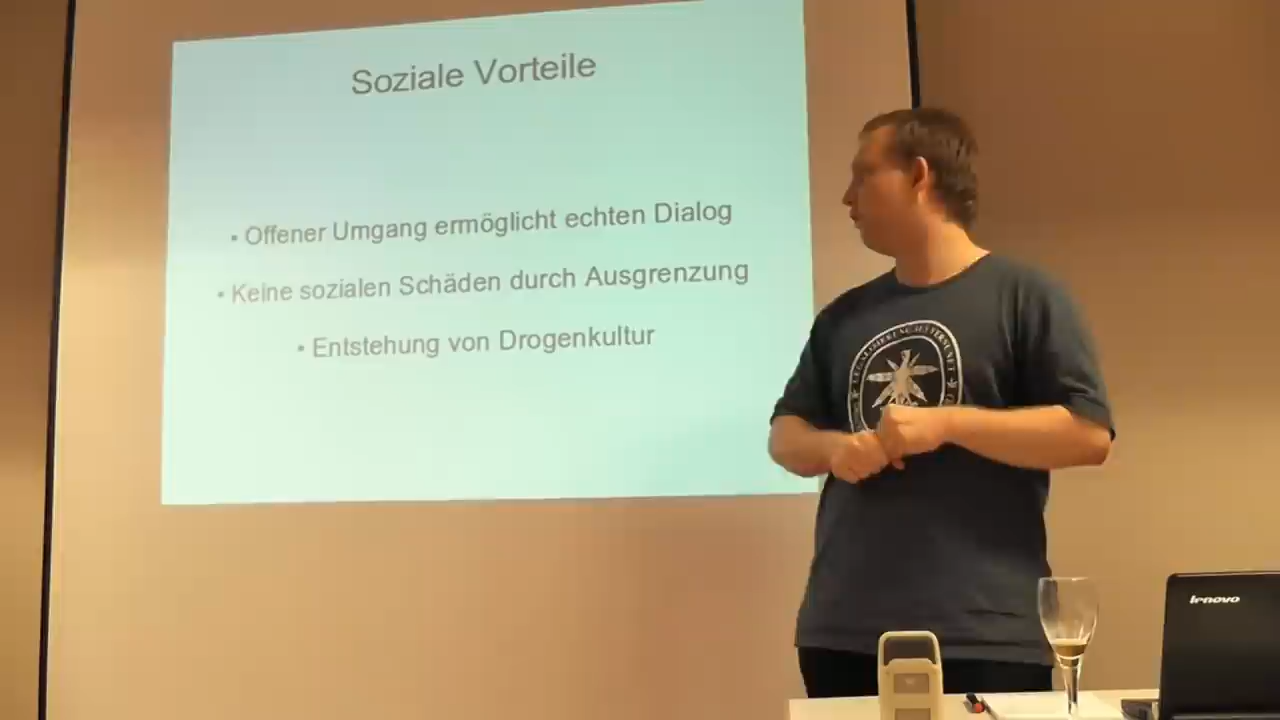 Soziale Vorteile
• Offener Umgang ermöglicht echten Dialog
• Keine sozialen Schäden durch Ausgrenzung
• Entstehung von Drogenkultur
lenovo